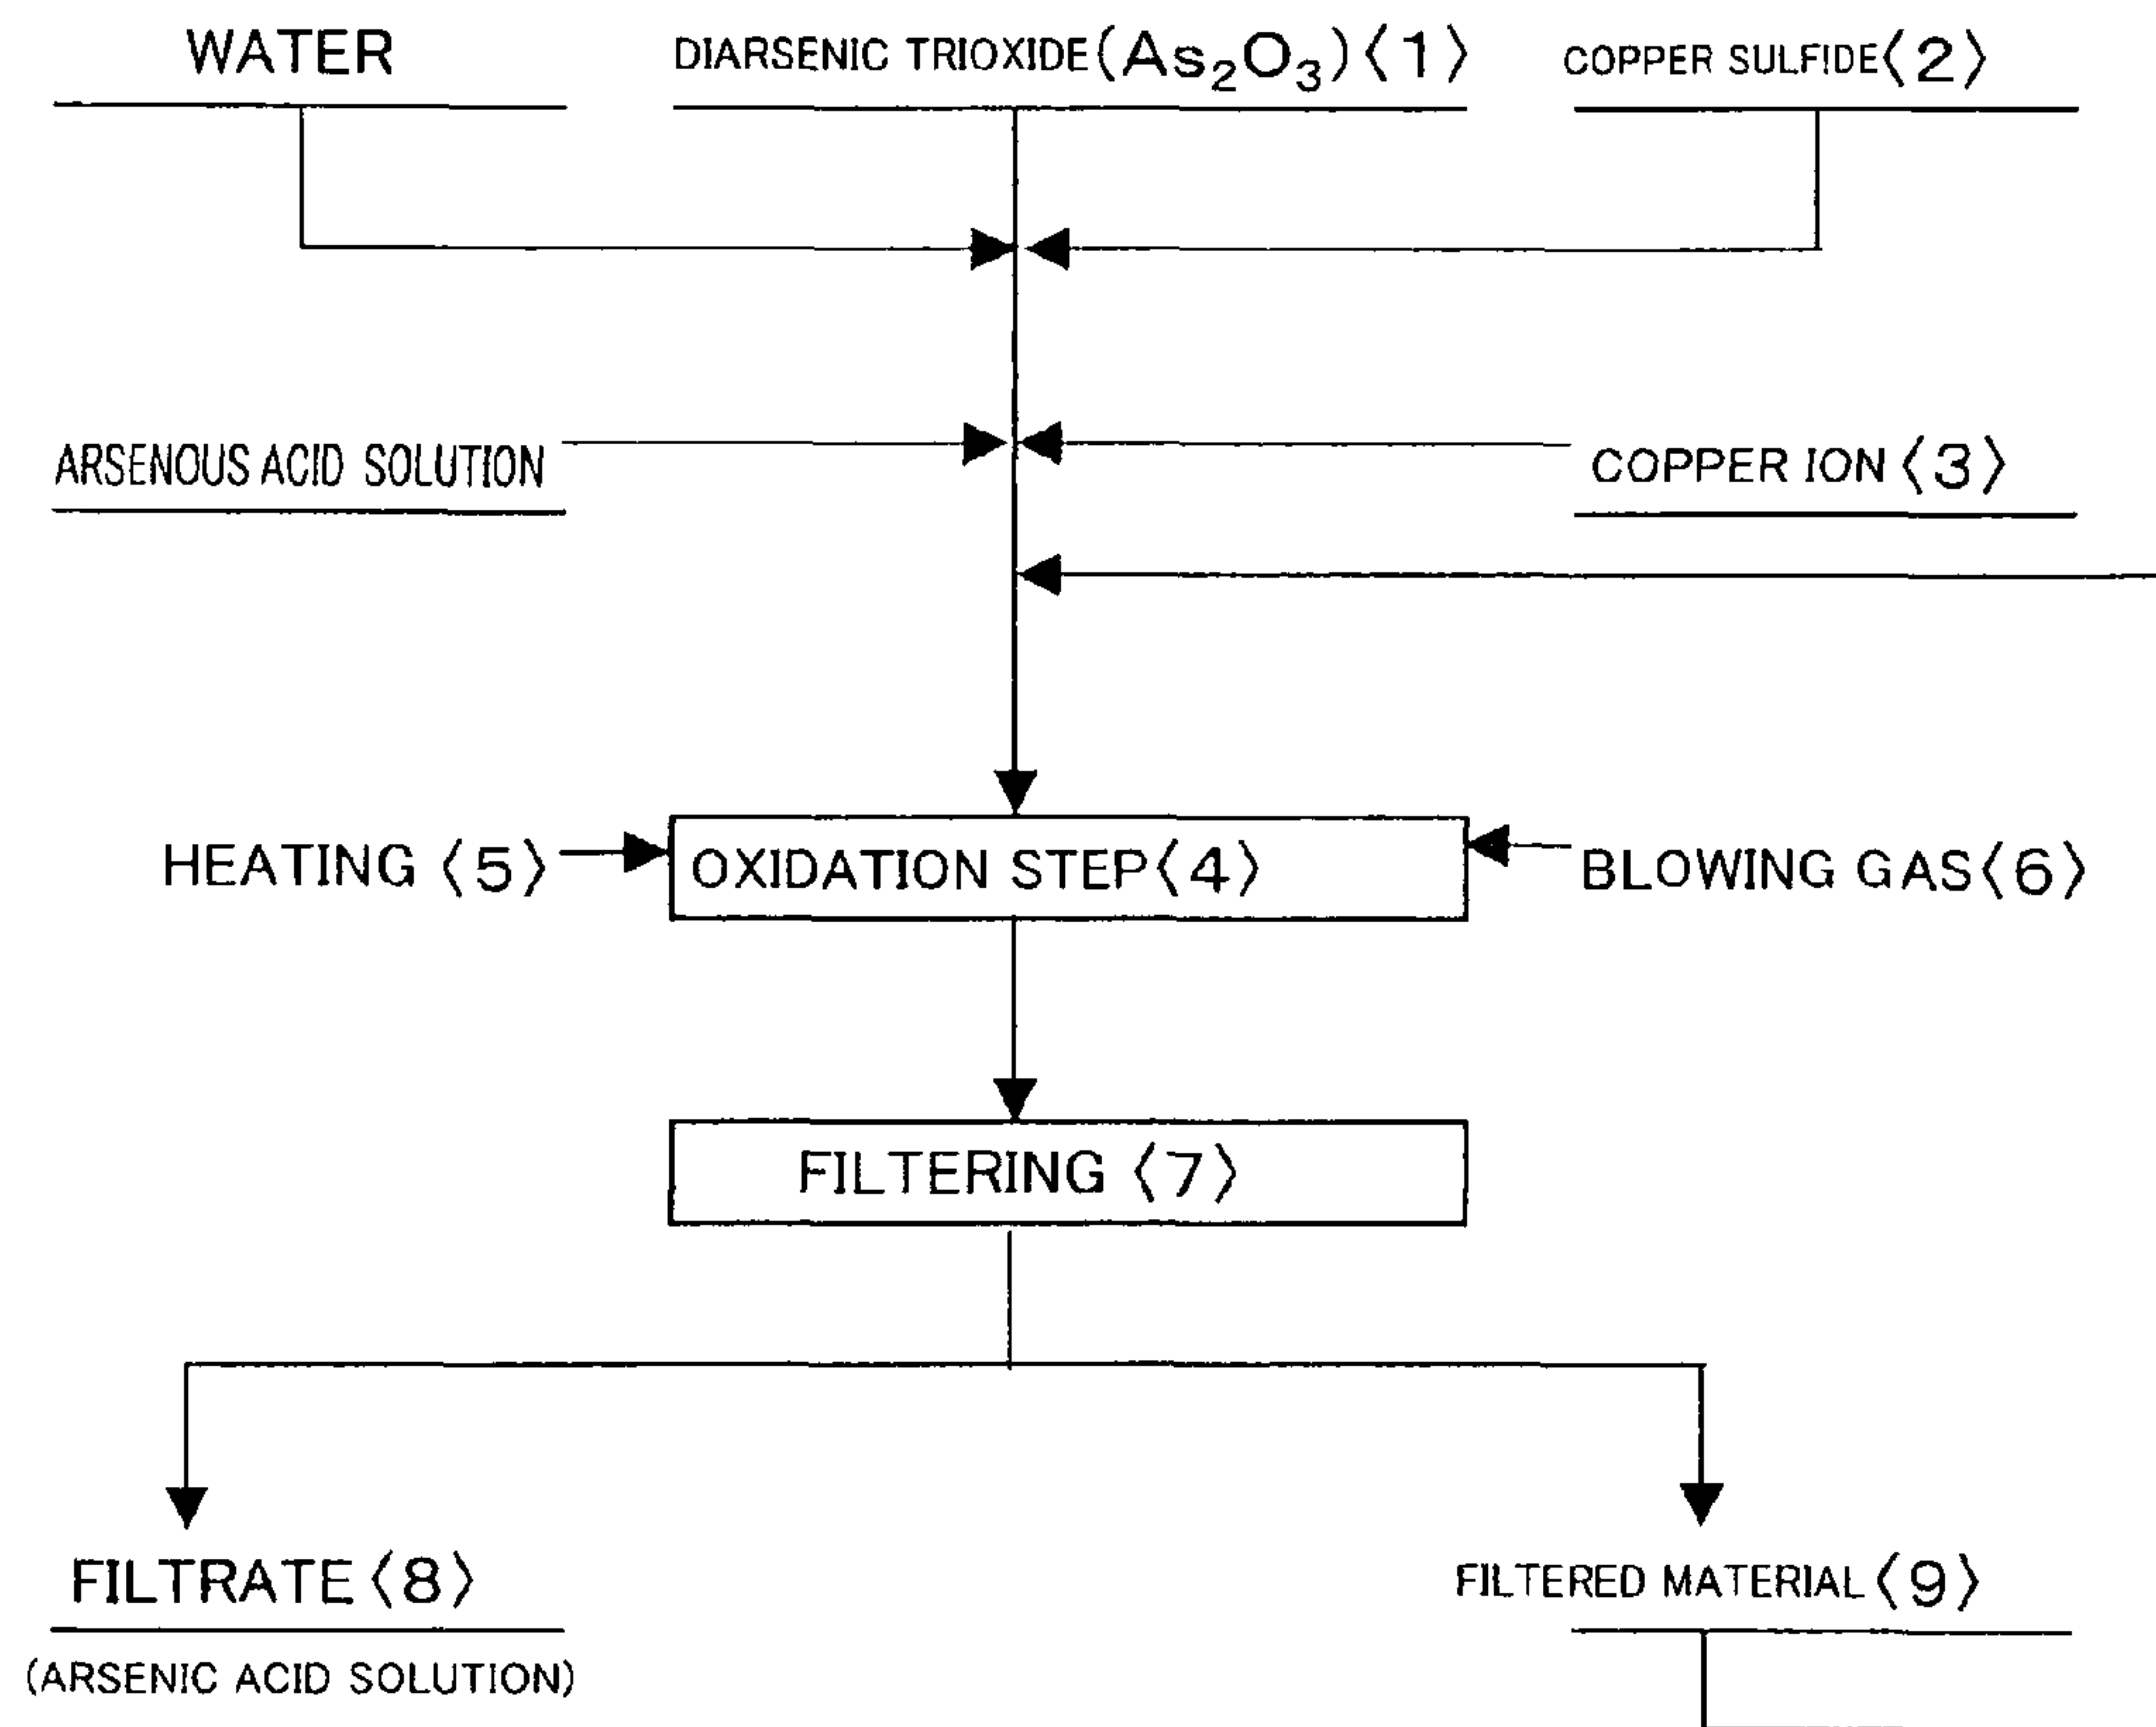 WATER
DIARSENIC TRIOXIDE(As₂O₃)〈1〉
COPPER SULFIDE〈2〉
ARSENOUS ACID SOLUTION
COPPER ION〈3〉
HEATING 〈5〉
OXIDATION STEP〈4〉
BLOWING GAS〈6〉
FILTERING 〈7〉
FILTRATE〈8〉
(ARSENIC ACID SOLUTION)
FILTERED MATERIAL〈9〉